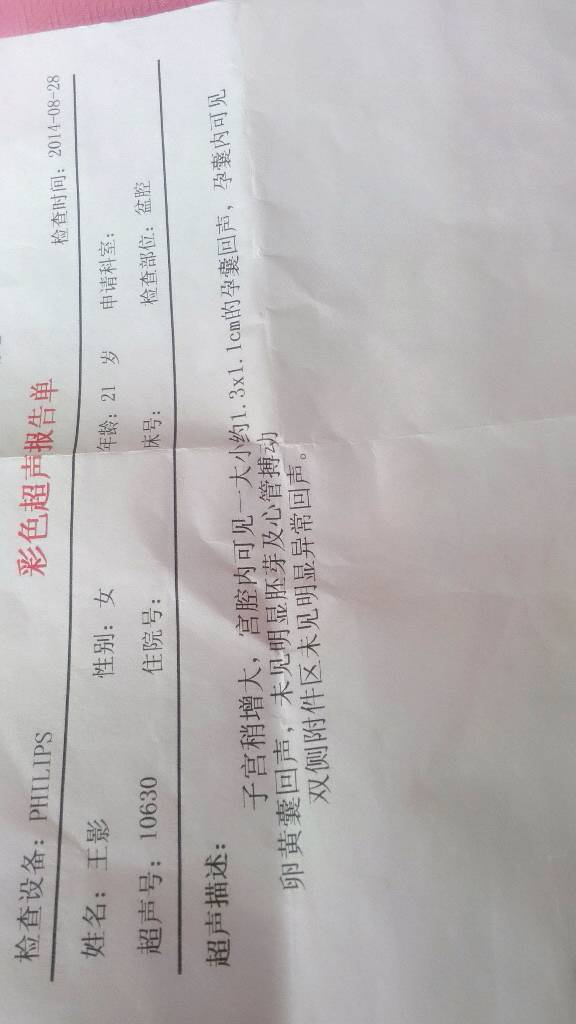 彩色超声报告单
检查设备：PHILIPS 检查时间：2014-08-28
姓名：王影 性别：女 年龄：21 岁 申请科室：
超声号：10630 住院号： 床号： 检查部位：盆腔
超声描述：
子宫稍增大，宫腔内可见一大小约1.3x1.1cm的孕囊回声，孕囊内可见
卵黄囊回声，未见明显胚芽及心管搏动
双侧附件区未见明显异常回声。